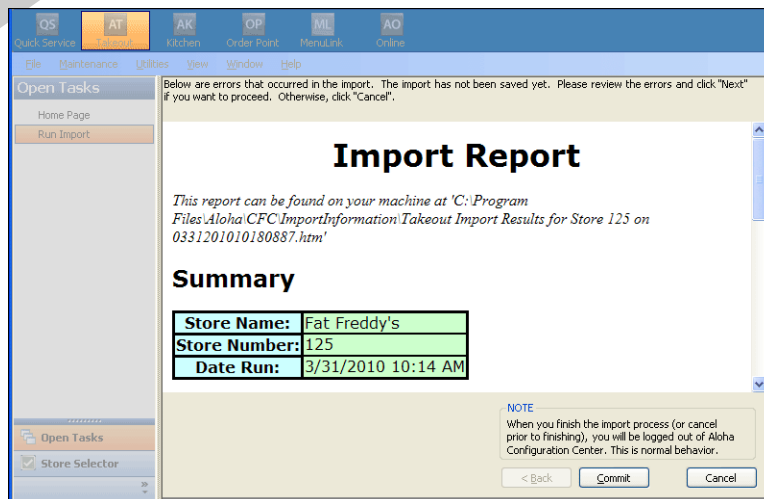 QS AT AK OP ML AO
Quick Service Takeout Kitchen Order Point MenuLink Online
File Maintenance Utilities View Window Help
Open Tasks
Home Page
Run Import
Below are errors that occurred in the import. The import has not been saved yet. Please review the errors and click "Next"
if you want to proceed. Otherwise, click "Cancel".
Import Report
This report can be found on your machine at 'C:\Program
Files\Aloha\CFC\ImportInformation\Takeout Import Results for Store 125 on
0331201010180887.htm'
Summary
Store Name: Fat Freddy's
Store Number: 125
Date Run: 3/31/2010 10:14 AM
NOTE
When you finish the import process (or cancel
prior to finishing), you will be logged out of Aloha
Configuration Center. This is normal behavior.
Open Tasks
Store Selector
< Back Commit Cancel